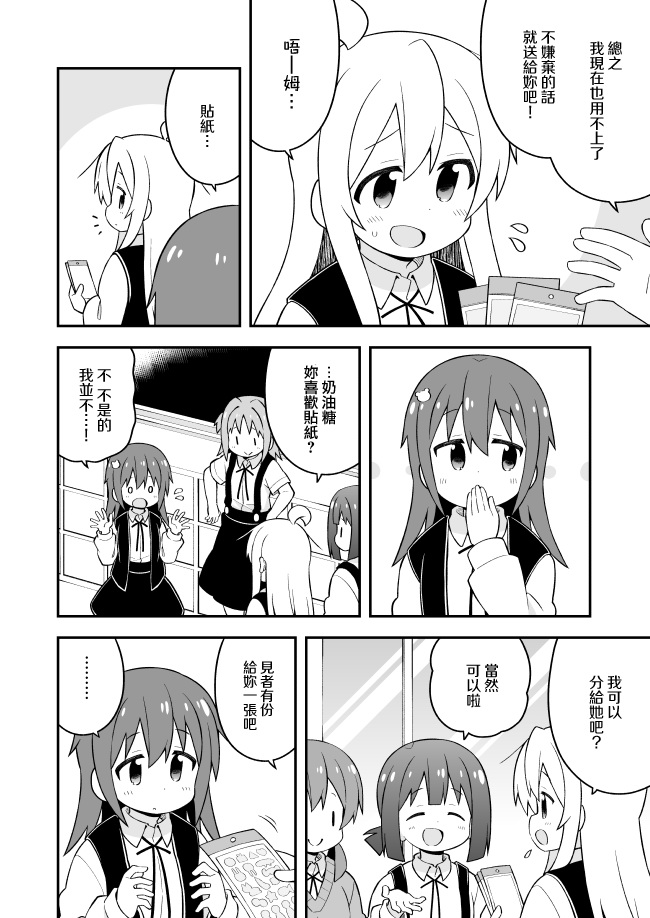 總之
我現在也用不上了
不嫌棄的話
就送給妳吧！
唔—姆…
貼紙…
…奶油糖
妳喜歡貼紙？
不 不是的
我並不…！
我可以
分給她吧？
當然
可以啦
見者有份
給妳一張吧
………